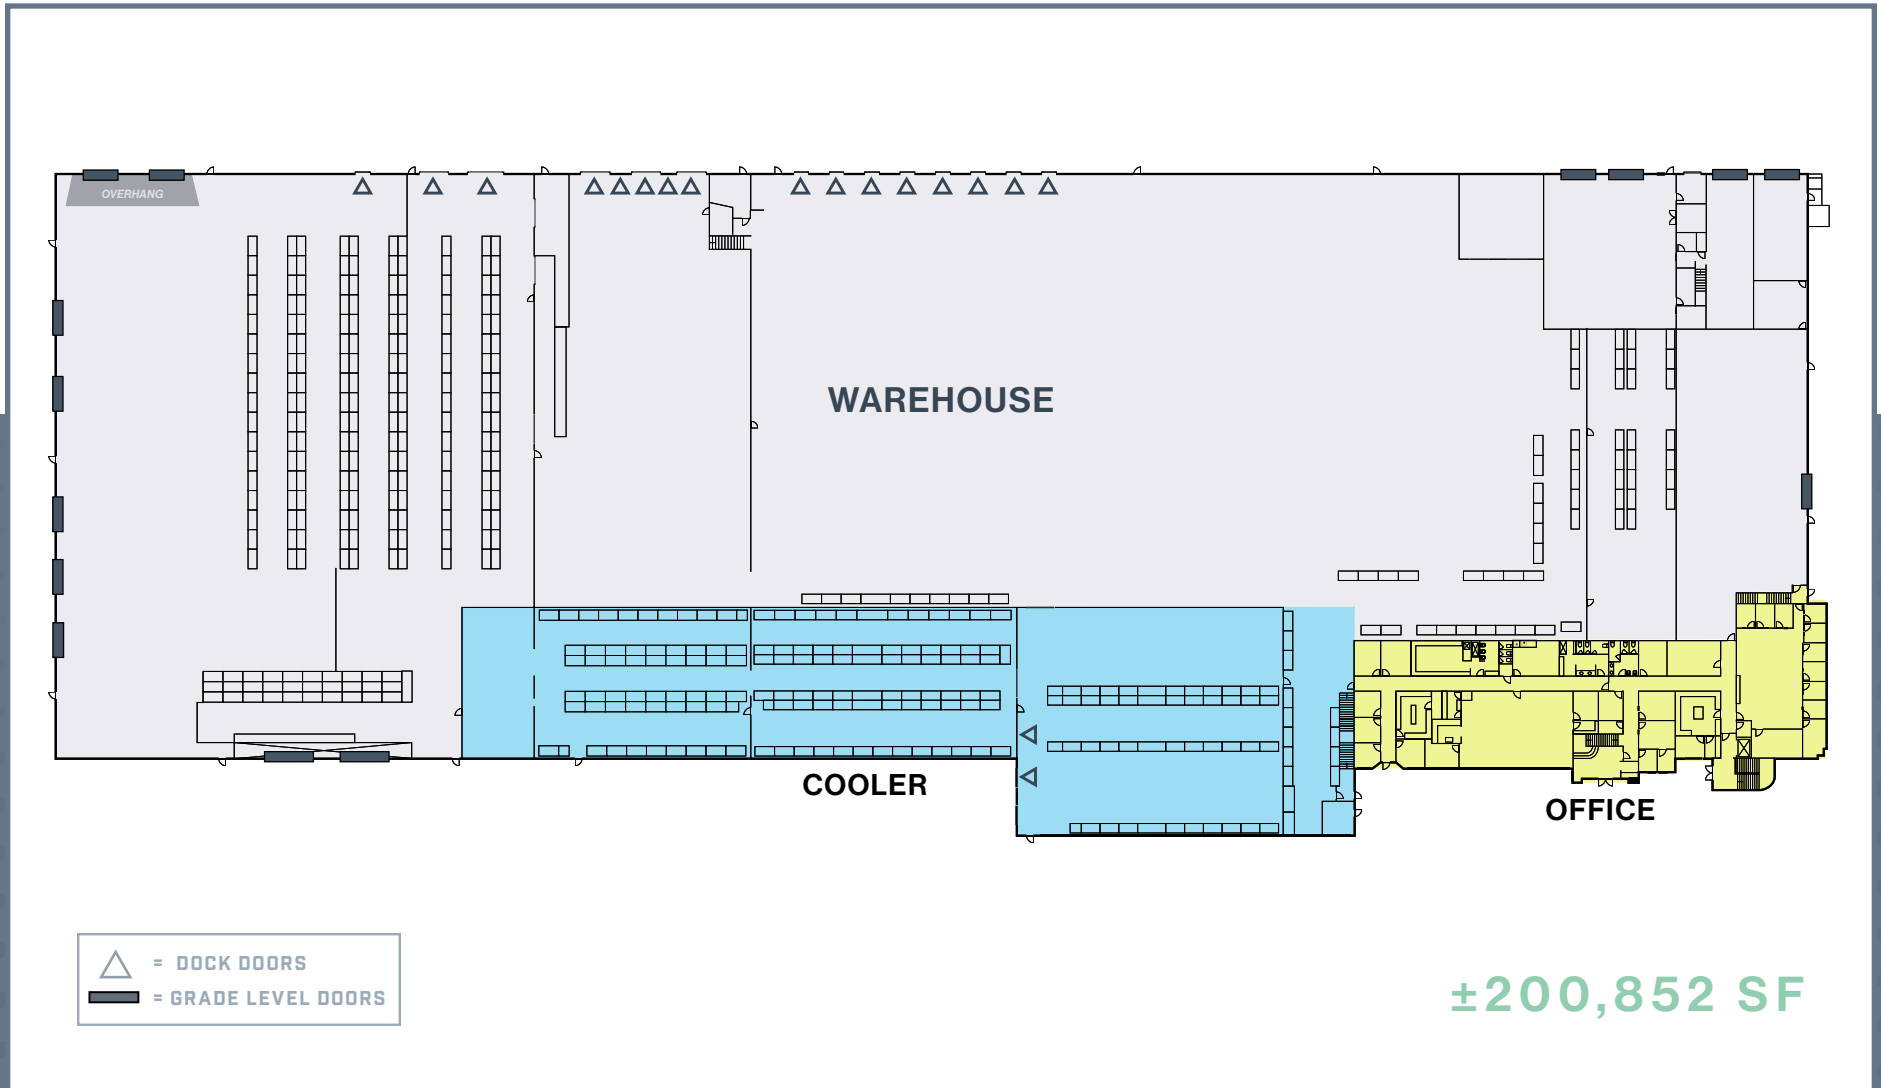 OVERHANG
WAREHOUSE
COOLER
OFFICE
= DOCK DOORS
= GRADE LEVEL DOORS
±200,852 SF